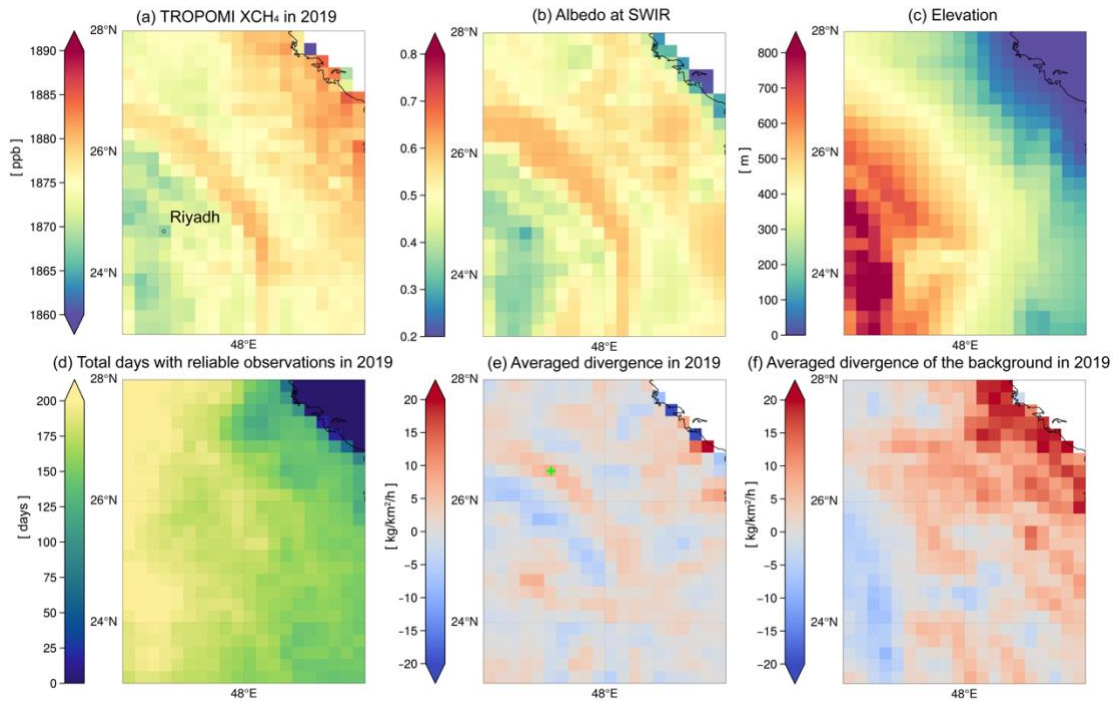 (a) TROPOMI XCH₄ in 2019
(b) Albedo at SWIR
(c) Elevation
28°N
26°N
24°N
48°E
1890
1885
1880
1875
1870
1865
1860
[ ppb]
Riyadh
28°N
26°N
24°N
48°E
0.8
0.7
0.6
0.5
0.4
0.3
0.2
28°N
26°N
24°N
48°E
800
700
600
500
400
300
200
100
0
[ m]
(d) Total days with reliable observations in 2019
(e) Averaged divergence in 2019
(f) Averaged divergence of the background in 2019
28°N
26°N
24°N
48°E
200
175
150
125
100
75
50
25
0
[ days]
28°N
26°N
24°N
48°E
20
15
10
5
0
−5
−10
−15
−20
[ kg/km²/h]
28°N
26°N
24°N
48°E
20
15
10
5
0
−5
−10
−15
−20
[ kg/km²/h]